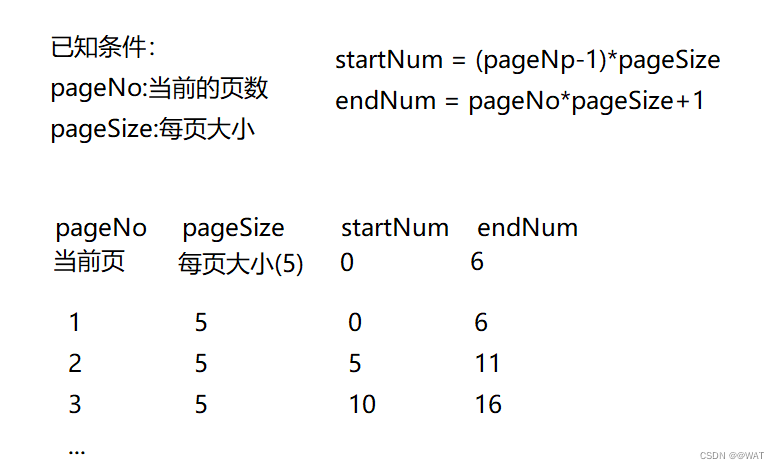 已知条件：
pageNo:当前的页数
pageSize:每页大小
startNum = (pageNp-1)*pageSize
endNum = pageNo*pageSize+1
pageNo pageSize startNum endNum
当前页 每页大小(5) 0 6
1 5 0 6
2 5 5 11
3 5 10 16
...
CSDN @@WAT